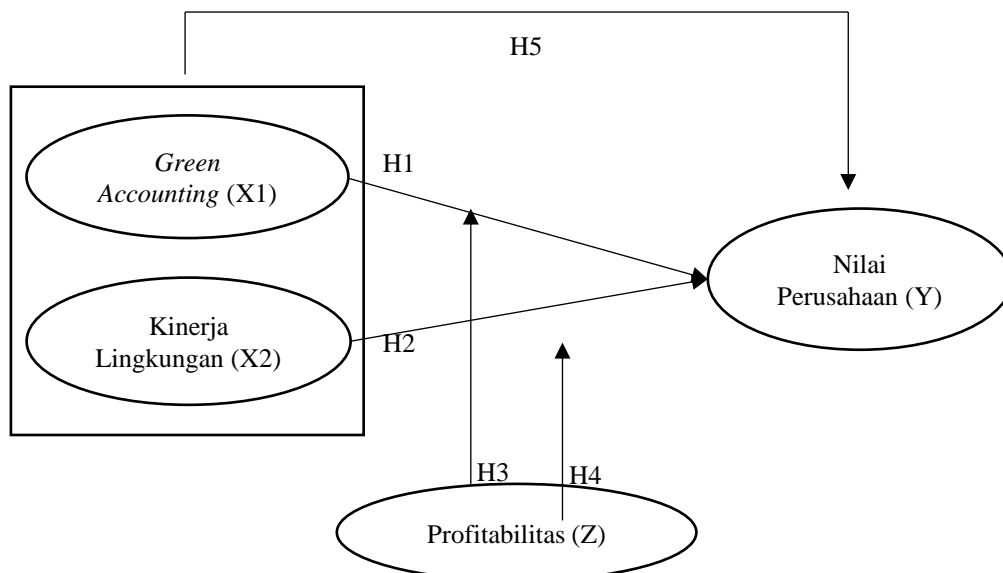 H5
Green
Accounting (X1)
H1
Nilai
Perusahaan (Y)
Kinerja
Lingkungan (X2)
H2
H3
H4
Profitabilitas (Z)